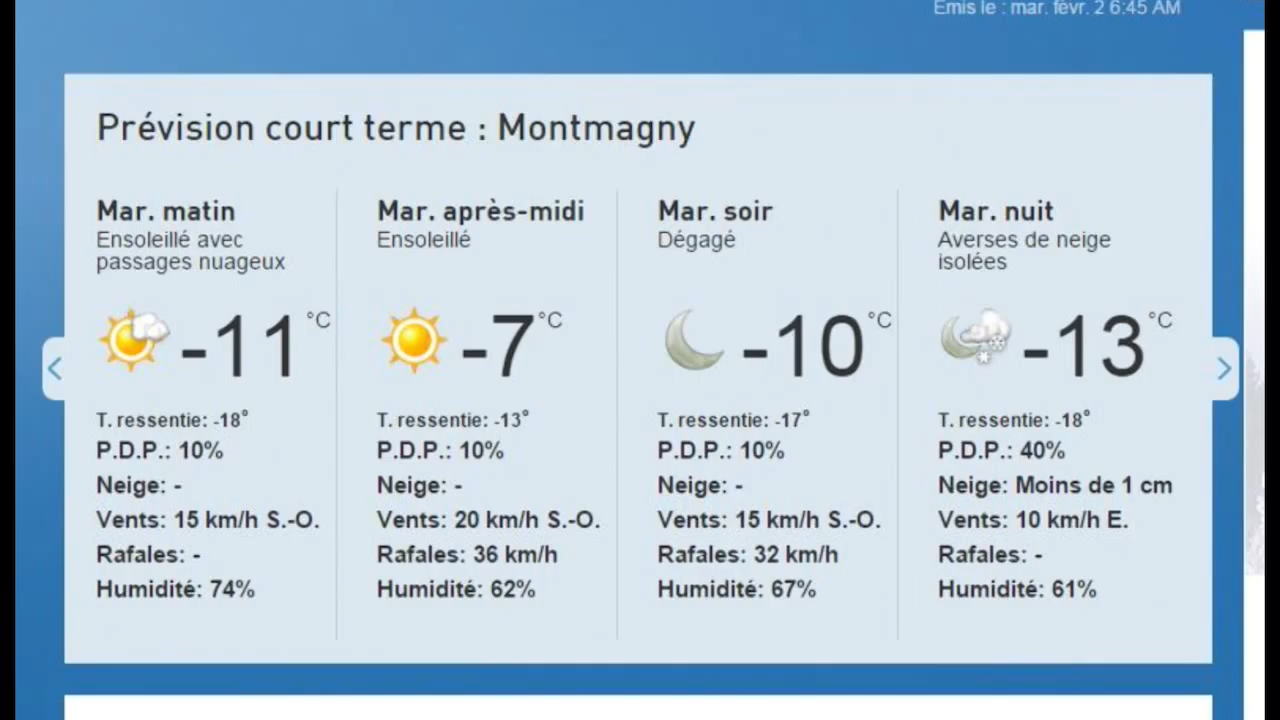 Émis le : mar. févr. 2 6:45 AM
Prévision court terme : Montmagny
Mar. matin
Ensoleillé avec
passages nuageux
-11 °C
T. ressentie: -18°
P.D.P.: 10%
Neige: -
Vents: 15 km/h S.-O.
Rafales: -
Humidité: 74%
Mar. après-midi
Ensoleillé
-7 °C
T. ressentie: -13°
P.D.P.: 10%
Neige: -
Vents: 20 km/h S.-O.
Rafales: 36 km/h
Humidité: 62%
Mar. soir
Dégagé
-10 °C
T. ressentie: -17°
P.D.P.: 10%
Neige: -
Vents: 15 km/h S.-O.
Rafales: 32 km/h
Humidité: 67%
Mar. nuit
Averses de neige
isolées
-13 °C
T. ressentie: -18°
P.D.P.: 40%
Neige: Moins de 1 cm
Vents: 10 km/h E.
Rafales: -
Humidité: 61%